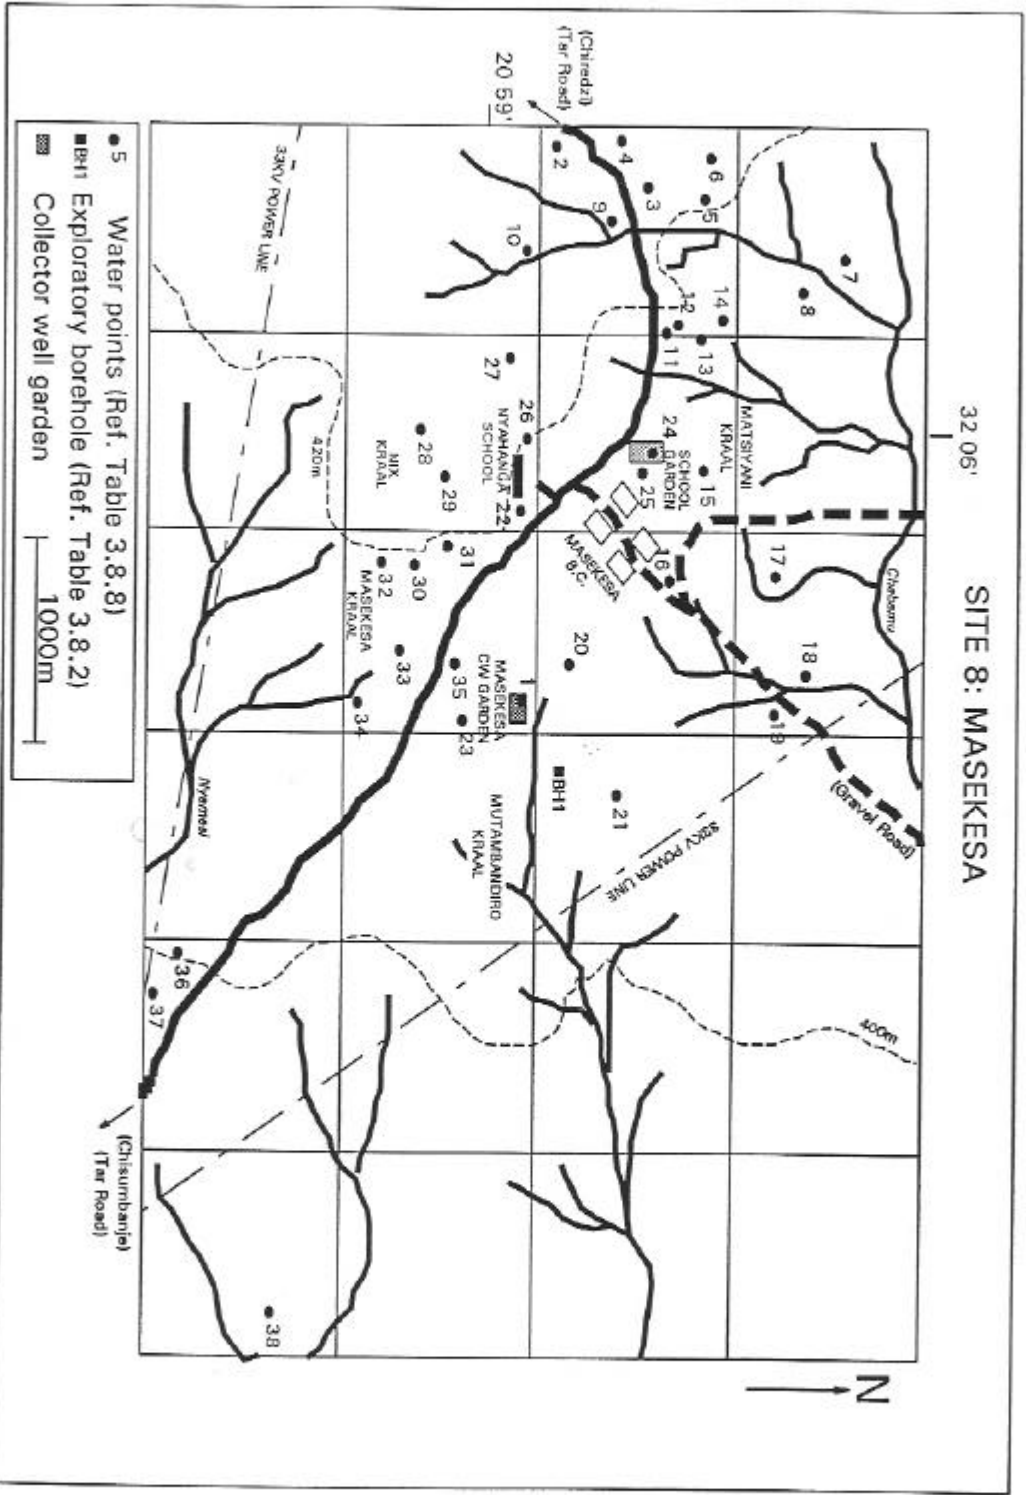 SITE 8: MASEKESA
32 06'
20 59'
(Chiredzi)
(Tar Road)
N
Chabamu
(Gravel Road)
400m
7
8
6
5
4
3
2
9
10
14
12
13
11
MATSIVANI
KRAAL
15
17
18
19
24
SCHOOL
GARDEN
25
16
MASEKESA
B.C.
20
21
BH1
33KV POWER LINE
27
26
NYAHANGA
SCHOOL
22
28
29
NIX
KRAAL
31
30
32
MASEKESA
KRAAL
33
34
35
23
1
MASEKESA
CW GARDEN
MUTAMBANDIRO
KRAAL
420m
33KV POWER LINE
Nyamasi
36
37
38
(Chisumbanje)
(Tar Road)
5 Water points (Ref. Table 3.8.8)
BH1 Exploratory borehole (Ref. Table 3.8.2)
Collector well garden
1000m